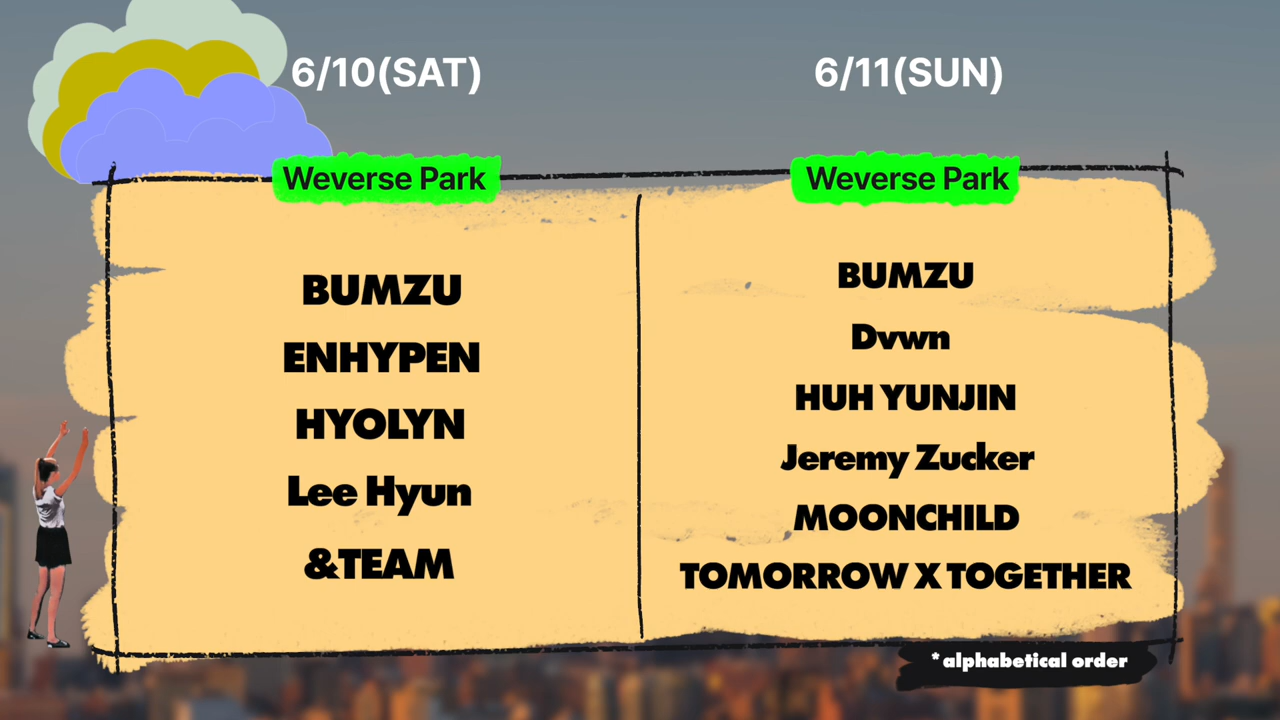 6/10(SAT)
Weverse Park
BUMZU
ENHYPEN
HYOLYN
Lee Hyun
&TEAM
6/11(SUN)
Weverse Park
BUMZU
Dvwn
HUH YUNJIN
Jeremy Zucker
MOONCHILD
TOMORROW X TOGETHER
*alphabetical order